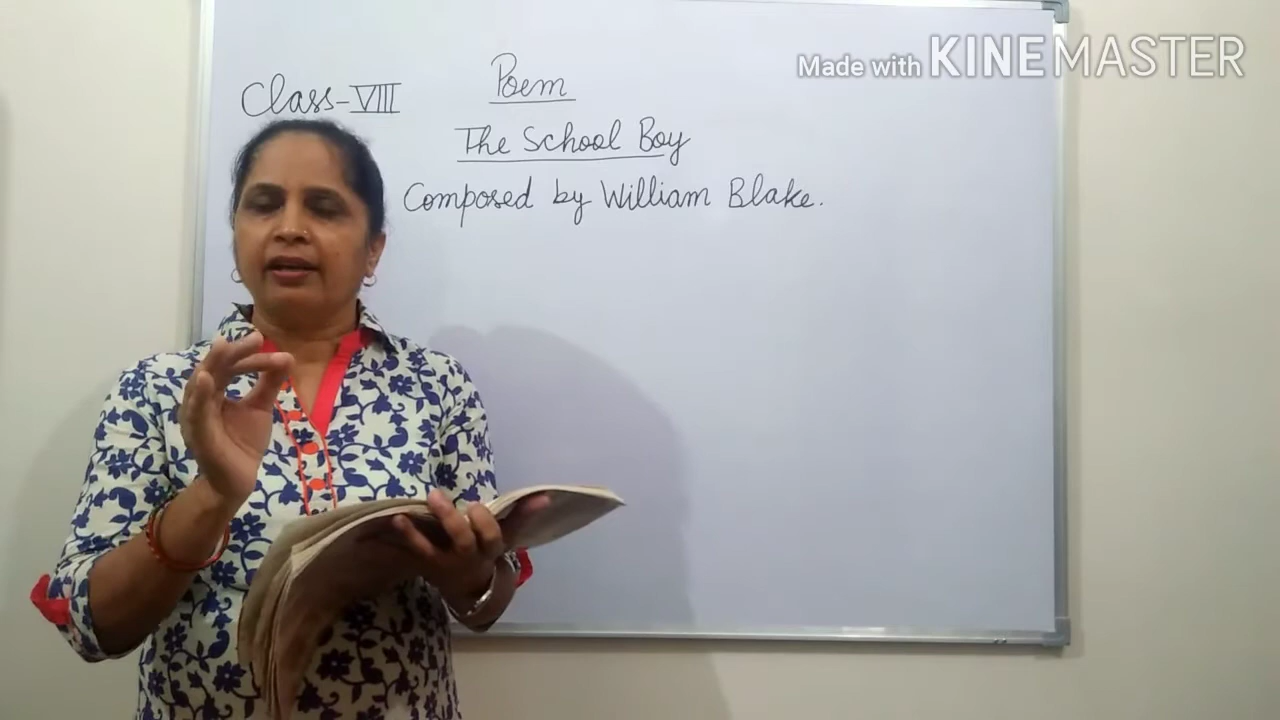 Made with KINEMASTER
Class-VIII
Poem
The School Boy
Composed by William Blake.